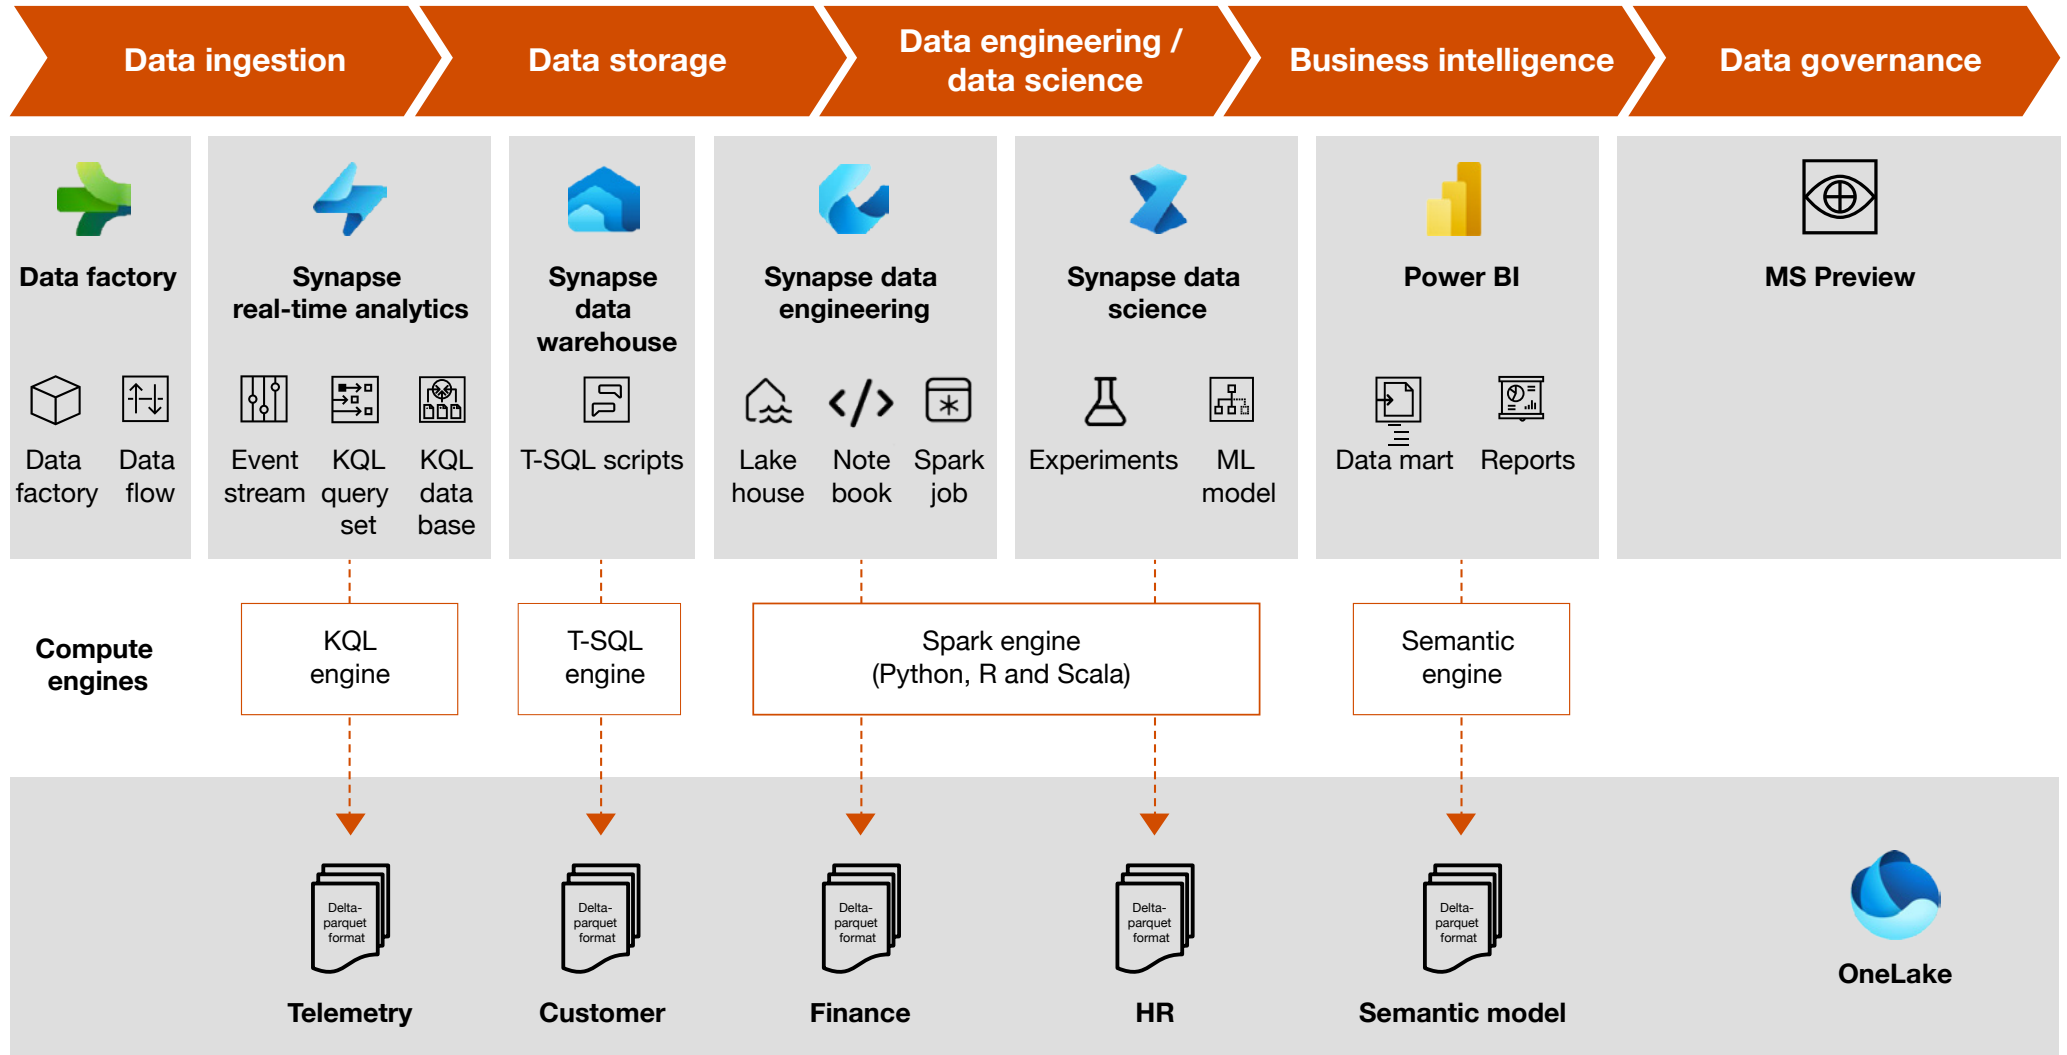 Data ingestion
Data storage
Data engineering /
data science
Business intelligence
Data governance
Data factory
Synapse
real-time analytics
Synapse
data
warehouse
Synapse data
engineering
Synapse data
science
Power BI
MS Preview
Data
factory
Data
flow
Event
stream
KQL
query
set
KQL
data
base
T-SQL scripts
Lake
house
Note
book
Spark
job
Experiments
ML
model
Data mart
Reports
Compute
engines
KQL
engine
T-SQL
engine
Spark engine
(Python, R and Scala)
Semantic
engine
Delta-
parquet
format
Telemetry
Delta-
parquet
format
Customer
Delta-
parquet
format
Finance
Delta-
parquet
format
HR
Delta-
parquet
format
Semantic model
OneLake